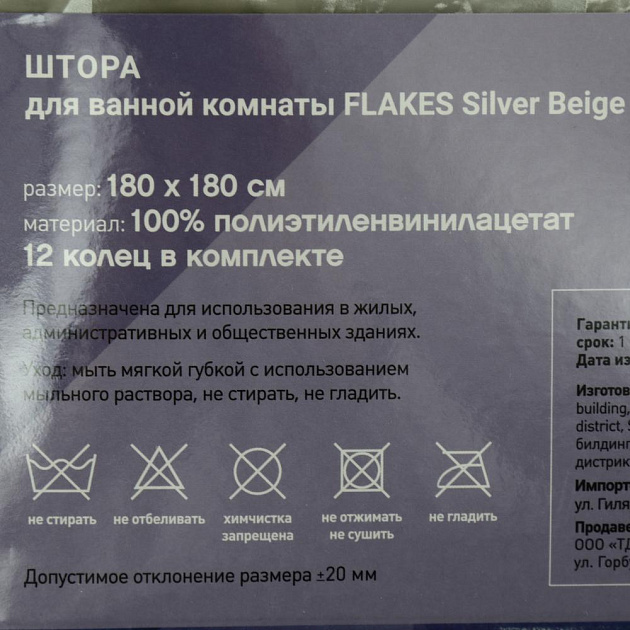 ШТОРА
для ванной комнаты FLAKES Silver Beige
размер: 180 х 180 см
материал: 100% полиэтиленвинилацетат
12 колец в комплекте
Предназначена для использования в жилых,
административных и общественных зданиях.
Уход: мыть мягкой губкой с использованием
мыльного раствора, не стирать, не гладить.
не стирать
не отбеливать
химчистка
запрещена
не отжимать
не сушить
не гладить
Допустимое отклонение размера ±20 мм
срок: 1
Дата
building,
district,
ул. Гиля
ООО «ТД
ул. Горб